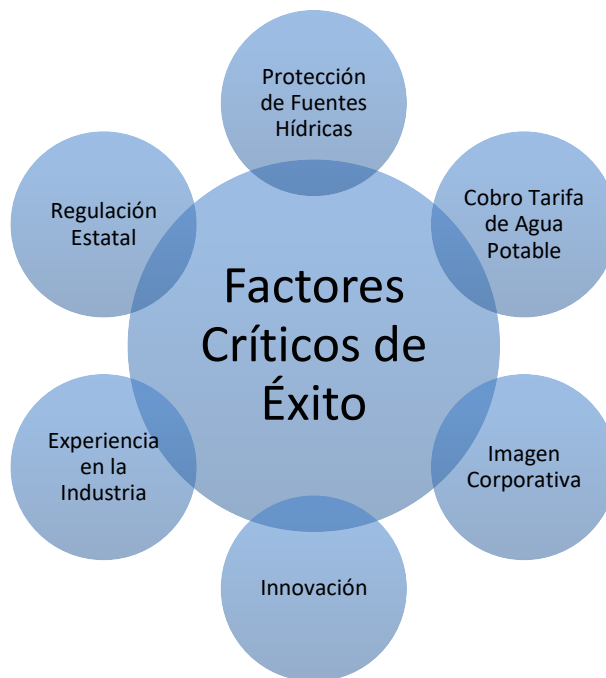 Protección
de Fuentes
Hídricas
Cobro Tarifa
de Agua
Potable
Imagen
Corporativa
Innovación
Experiencia
en la
Industria
Regulación
Estatal
Factores
Críticos de
Éxito